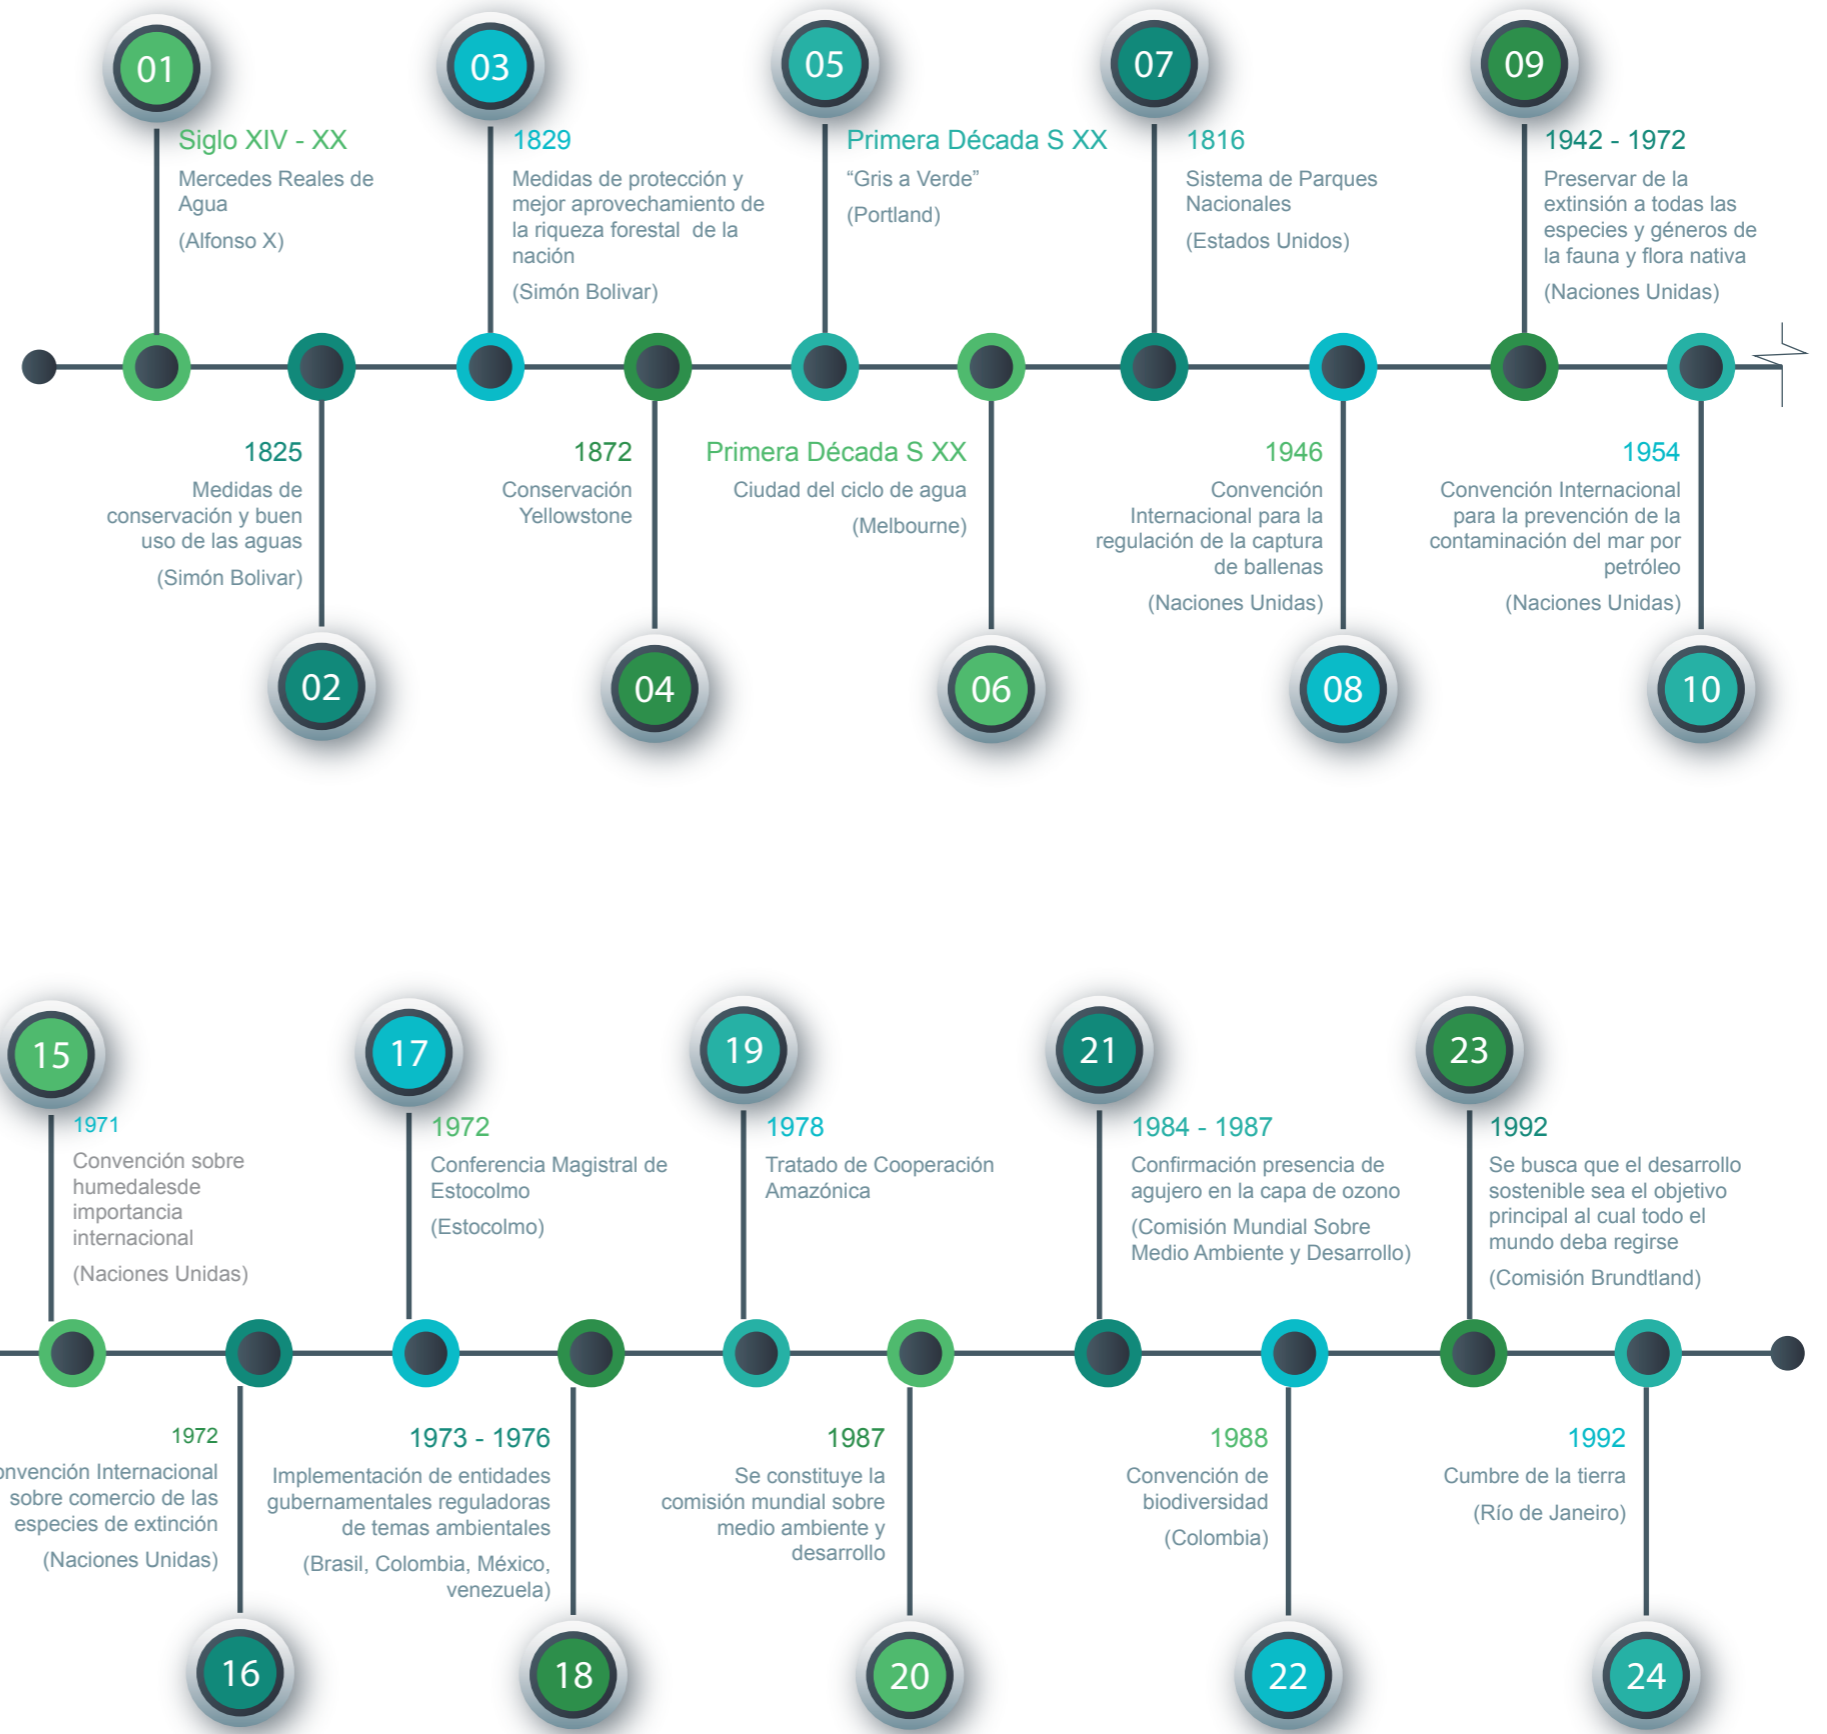 01
Siglo XIV - XX
Mercedes Reales de
Agua
(Alfonso X)
02
1825
Medidas de
conservación y buen
uso de las aguas
(Simón Bolivar)
03
1829
Medidas de protección y
mejor aprovechamiento de
la riqueza forestal de la
nación
(Simón Bolivar)
04
1872
Conservación
Yellowstone
05
Primera Década S XX
“Gris a Verde”
(Portland)
06
Primera Década S XX
Ciudad del ciclo de agua
(Melbourne)
07
1816
Sistema de Parques
Nacionales
(Estados Unidos)
08
1946
Convención
Internacional para la
regulación de la captura
de ballenas
(Naciones Unidas)
09
1942 - 1972
Preservar de la
extinsión a todas las
especies y géneros de
la fauna y flora nativa
(Naciones Unidas)
10
1954
Convención Internacional
para la prevención de la
contaminación del mar por
petróleo
(Naciones Unidas)
15
1971
Convención sobre
humedalesde
importancia
internacional
(Naciones Unidas)
16
1972
onvención Internacional
sobre comercio de las
especies de extinción
(Naciones Unidas)
17
1972
Conferencia Magistral de
Estocolmo
(Estocolmo)
18
1973 - 1976
Implementación de entidades
gubernamentales reguladoras
de temas ambientales
(Brasil, Colombia, México,
venezuela)
19
1978
Tratado de Cooperación
Amazónica
20
1987
Se constituye la
comisión mundial sobre
medio ambiente y
desarrollo
21
1984 - 1987
Confirmación presencia de
agujero en la capa de ozono
(Comisión Mundial Sobre
Medio Ambiente y Desarrollo)
22
1988
Convención de
biodiversidad
(Colombia)
23
1992
Se busca que el desarrollo
sostenible sea el objetivo
principal al cual todo el
mundo deba regirse
(Comisión Brundtland)
24
1992
Cumbre de la tierra
(Río de Janeiro)